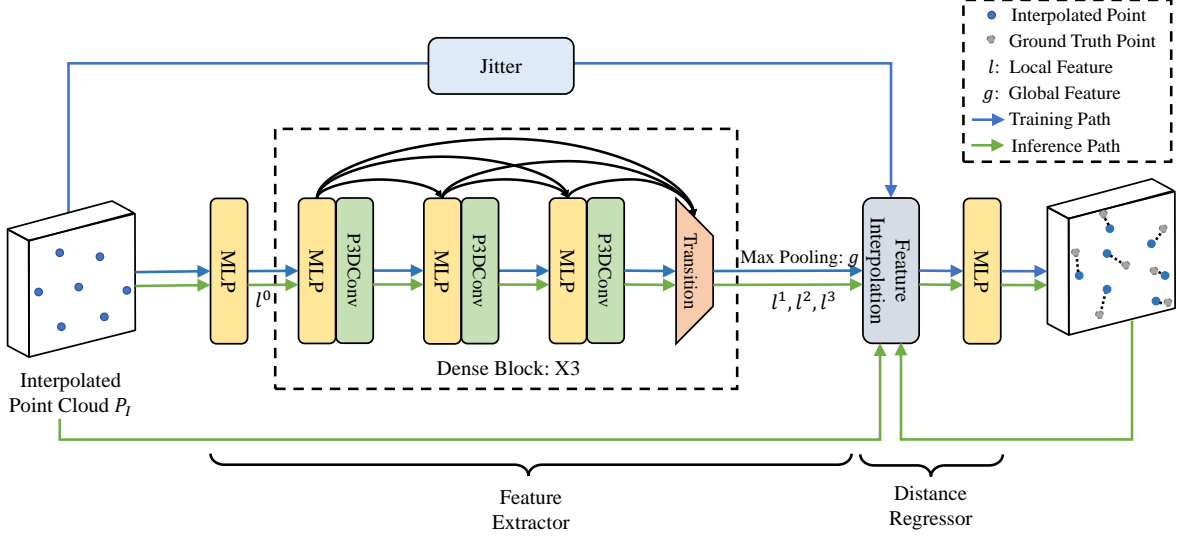 Interpolated Point
Ground Truth Point
l: Local Feature
g: Global Feature
Training Path
Inference Path
Jitter
MLP
l⁰
MLP
P3DConv
MLP
P3DConv
MLP
P3DConv
Transition
Max Pooling: g
l¹, l², l³
Feature
Interpolation
MLP
Dense Block: X3
Interpolated
Point Cloud P_I
Feature
Extractor
Distance
Regressor